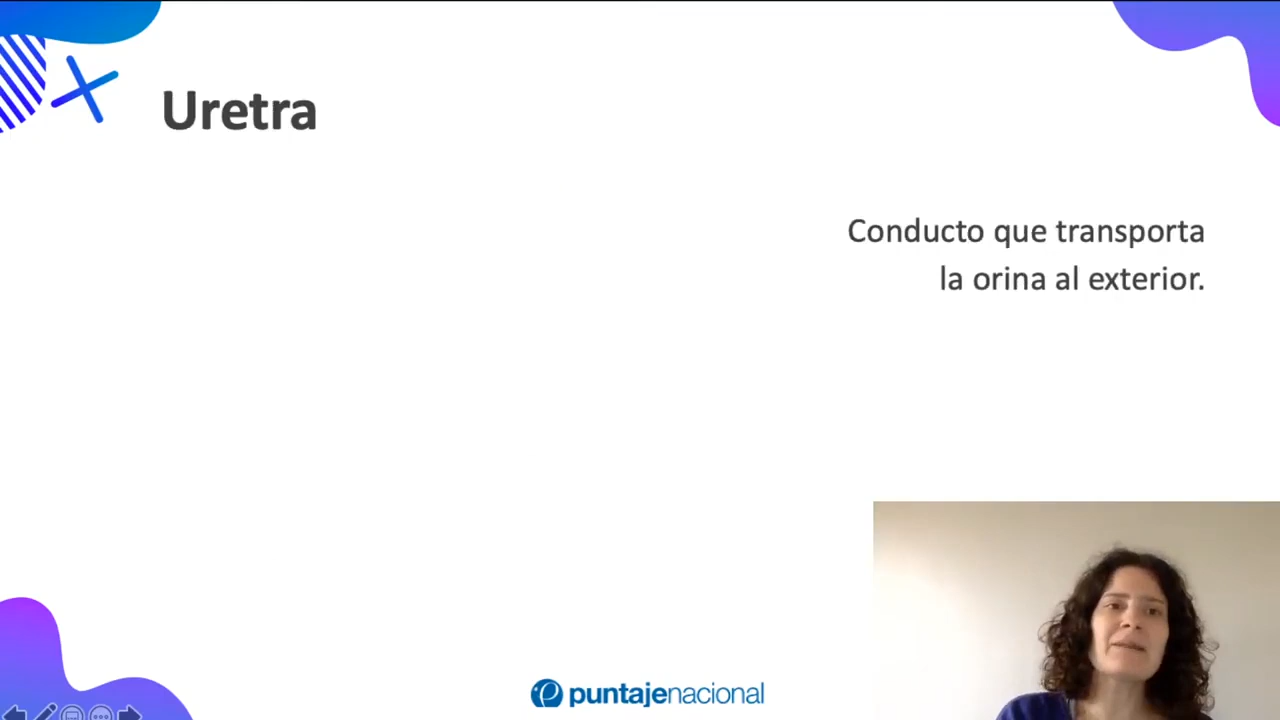 Uretra
Conducto que transporta
la orina al exterior.
puntajenacional